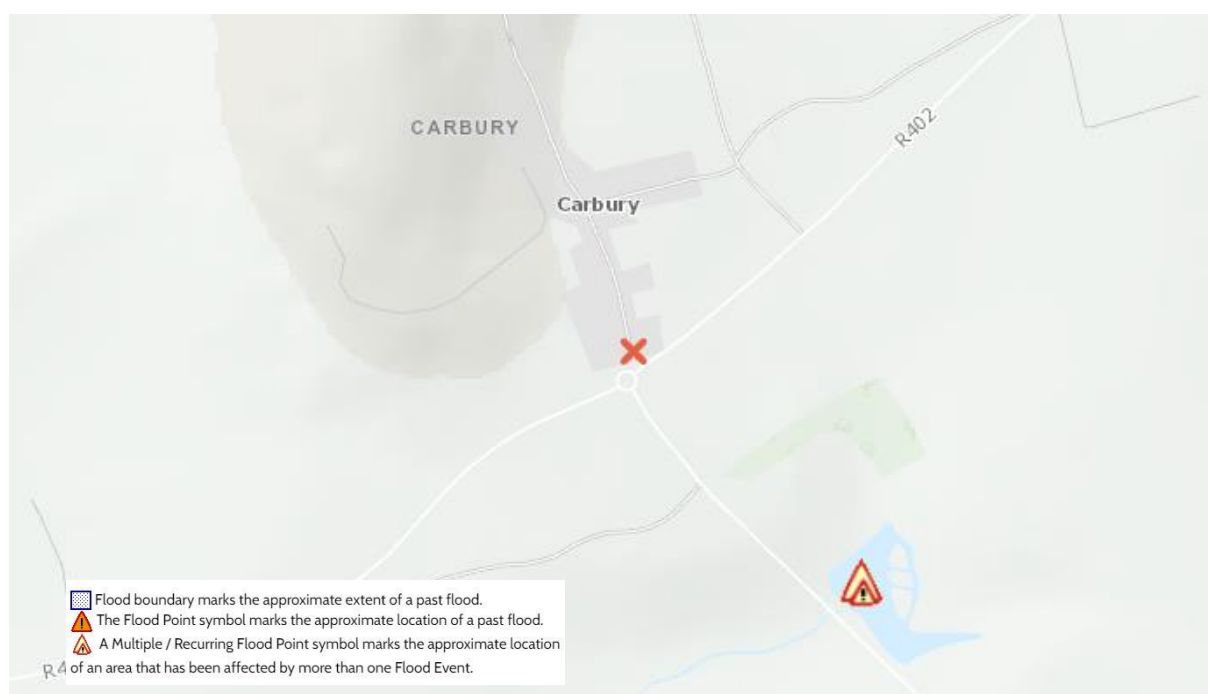 CARBURY
R402
Carbury
Flood boundary marks the approximate extent of a past flood.
The Flood Point symbol marks the approximate location of a past flood.
A Multiple / Recurring Flood Point symbol marks the approximate location
of an area that has been affected by more than one Flood Event.